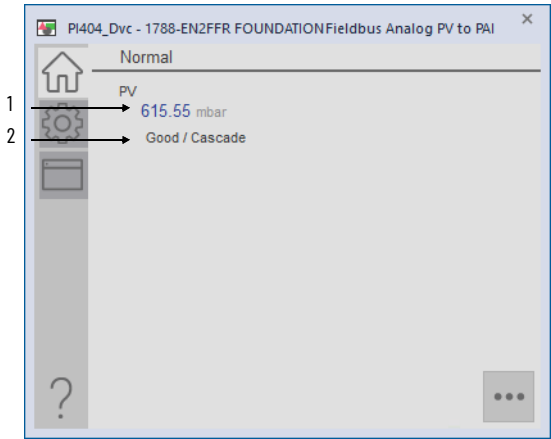 PI404_Dvc - 1788-EN2FFR FOUNDATION Fieldbus Analog PV to PAI
Normal
PV
1
615.55 mbar
2
Good / Cascade
?